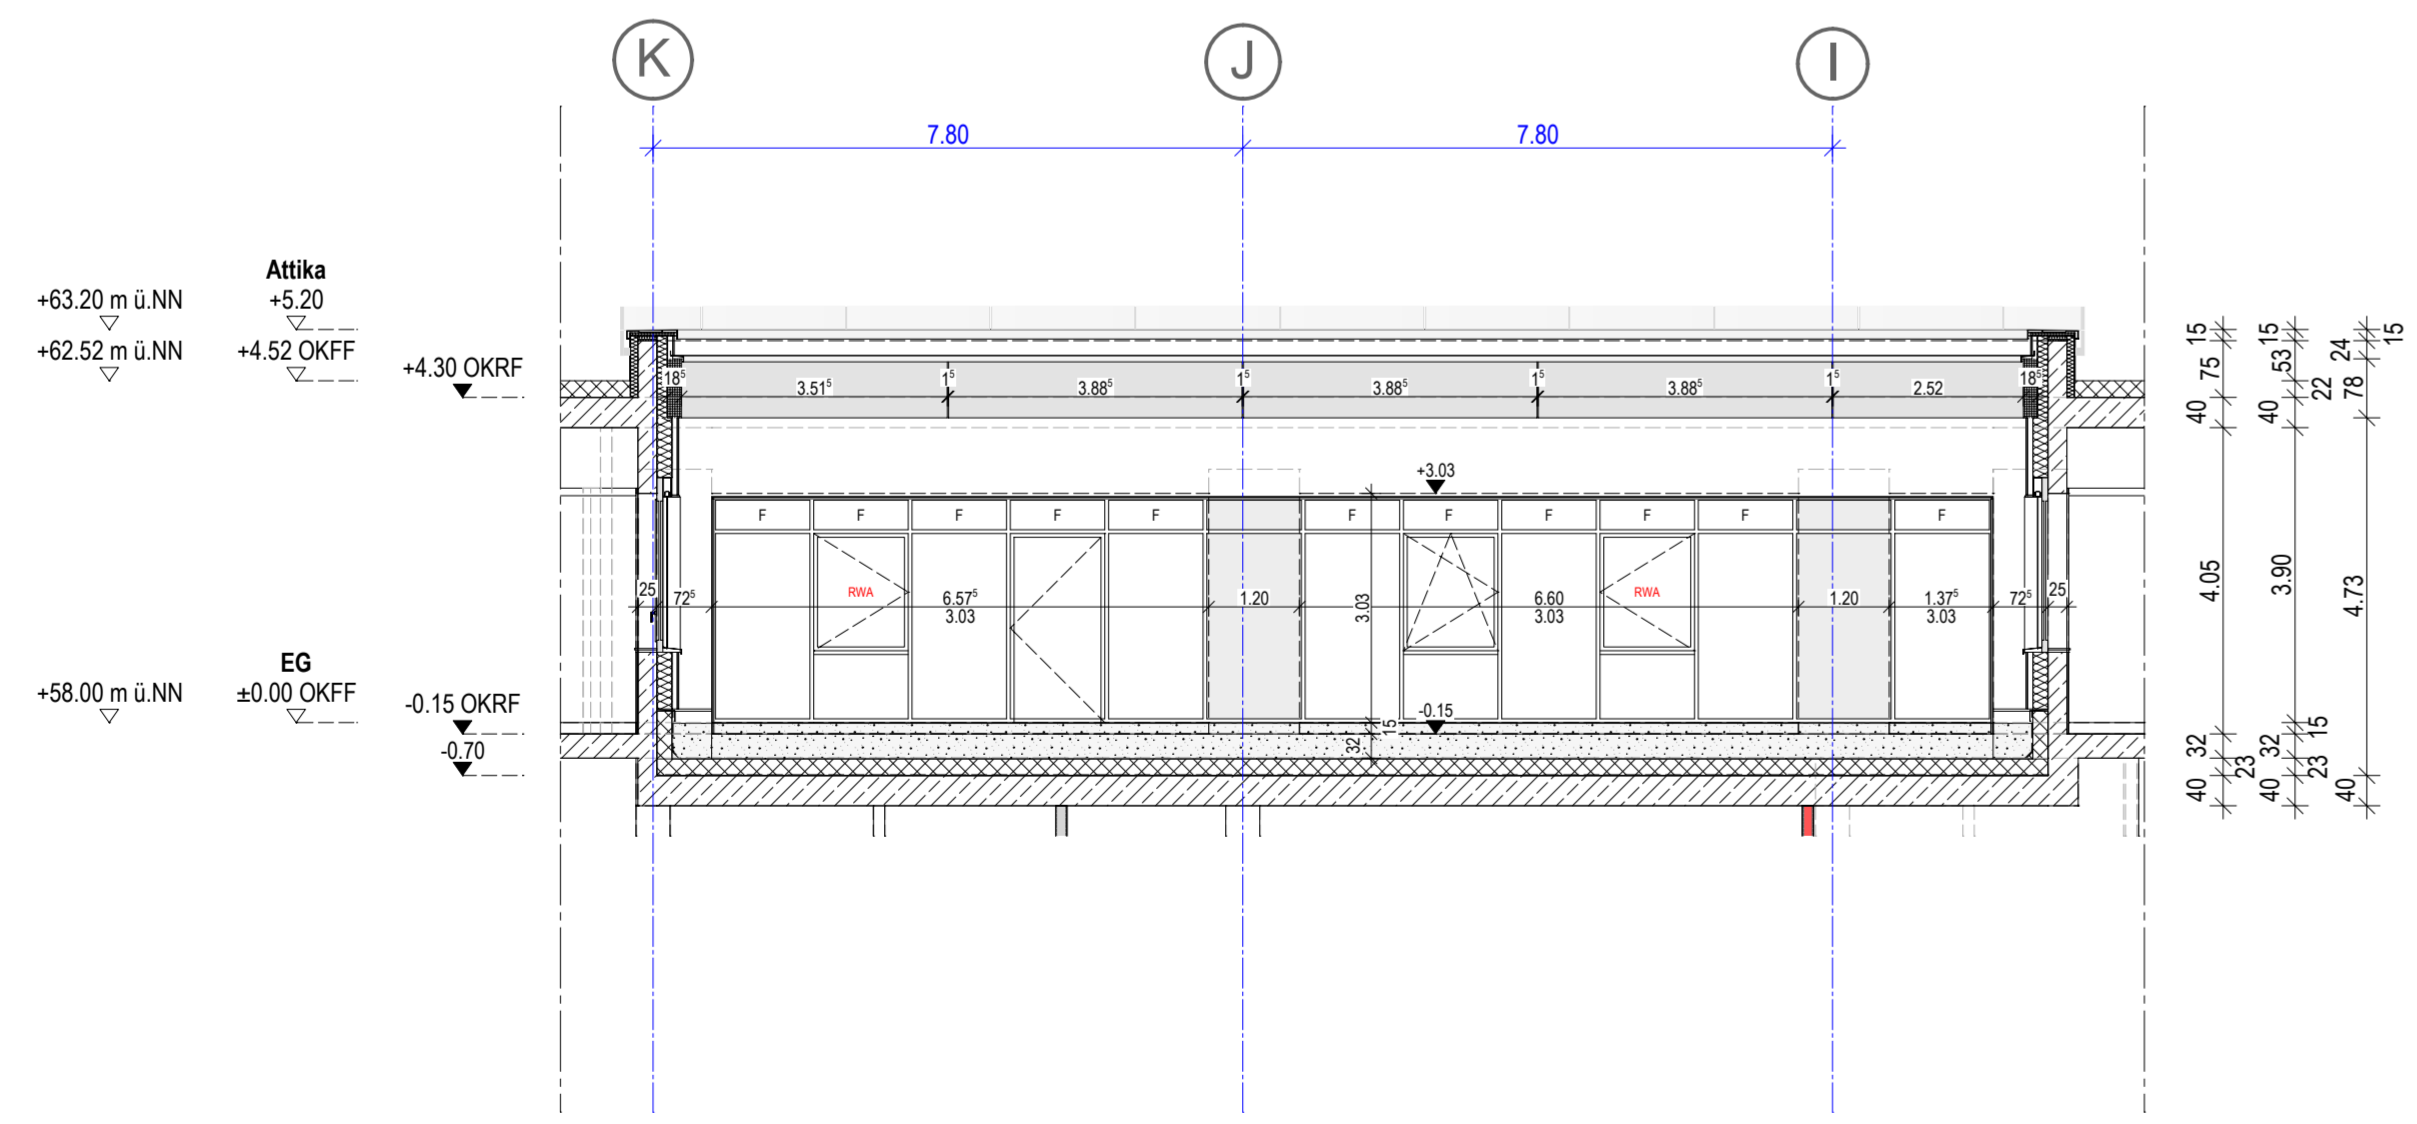 K
J
I
7.80
7.80
Attika
+63.20 m ü.NN
+5.20
+62.52 m ü.NN
+4.52 OKFF
+4.30 OKRF
18⁵
3.51⁵
1⁵
3.88⁵
1⁵
3.88⁵
1⁵
3.88⁵
1⁵
2.52
18⁵
+3.03
F
F
F
F
F
F
F
F
F
F
F
25
72⁵
RWA
6.57⁵
3.03
1.20
3.03
6.60
3.03
RWA
1.20
1.37⁵
3.03
72⁵
25
EG
+58.00 m ü.NN
±0.00 OKFF
-0.15 OKRF
-0.70
-0.15
15
32
15
75
40
4.05
32
23
40
15
53
22
40
3.90
15
32
23
40
15
24
78
4.73
40